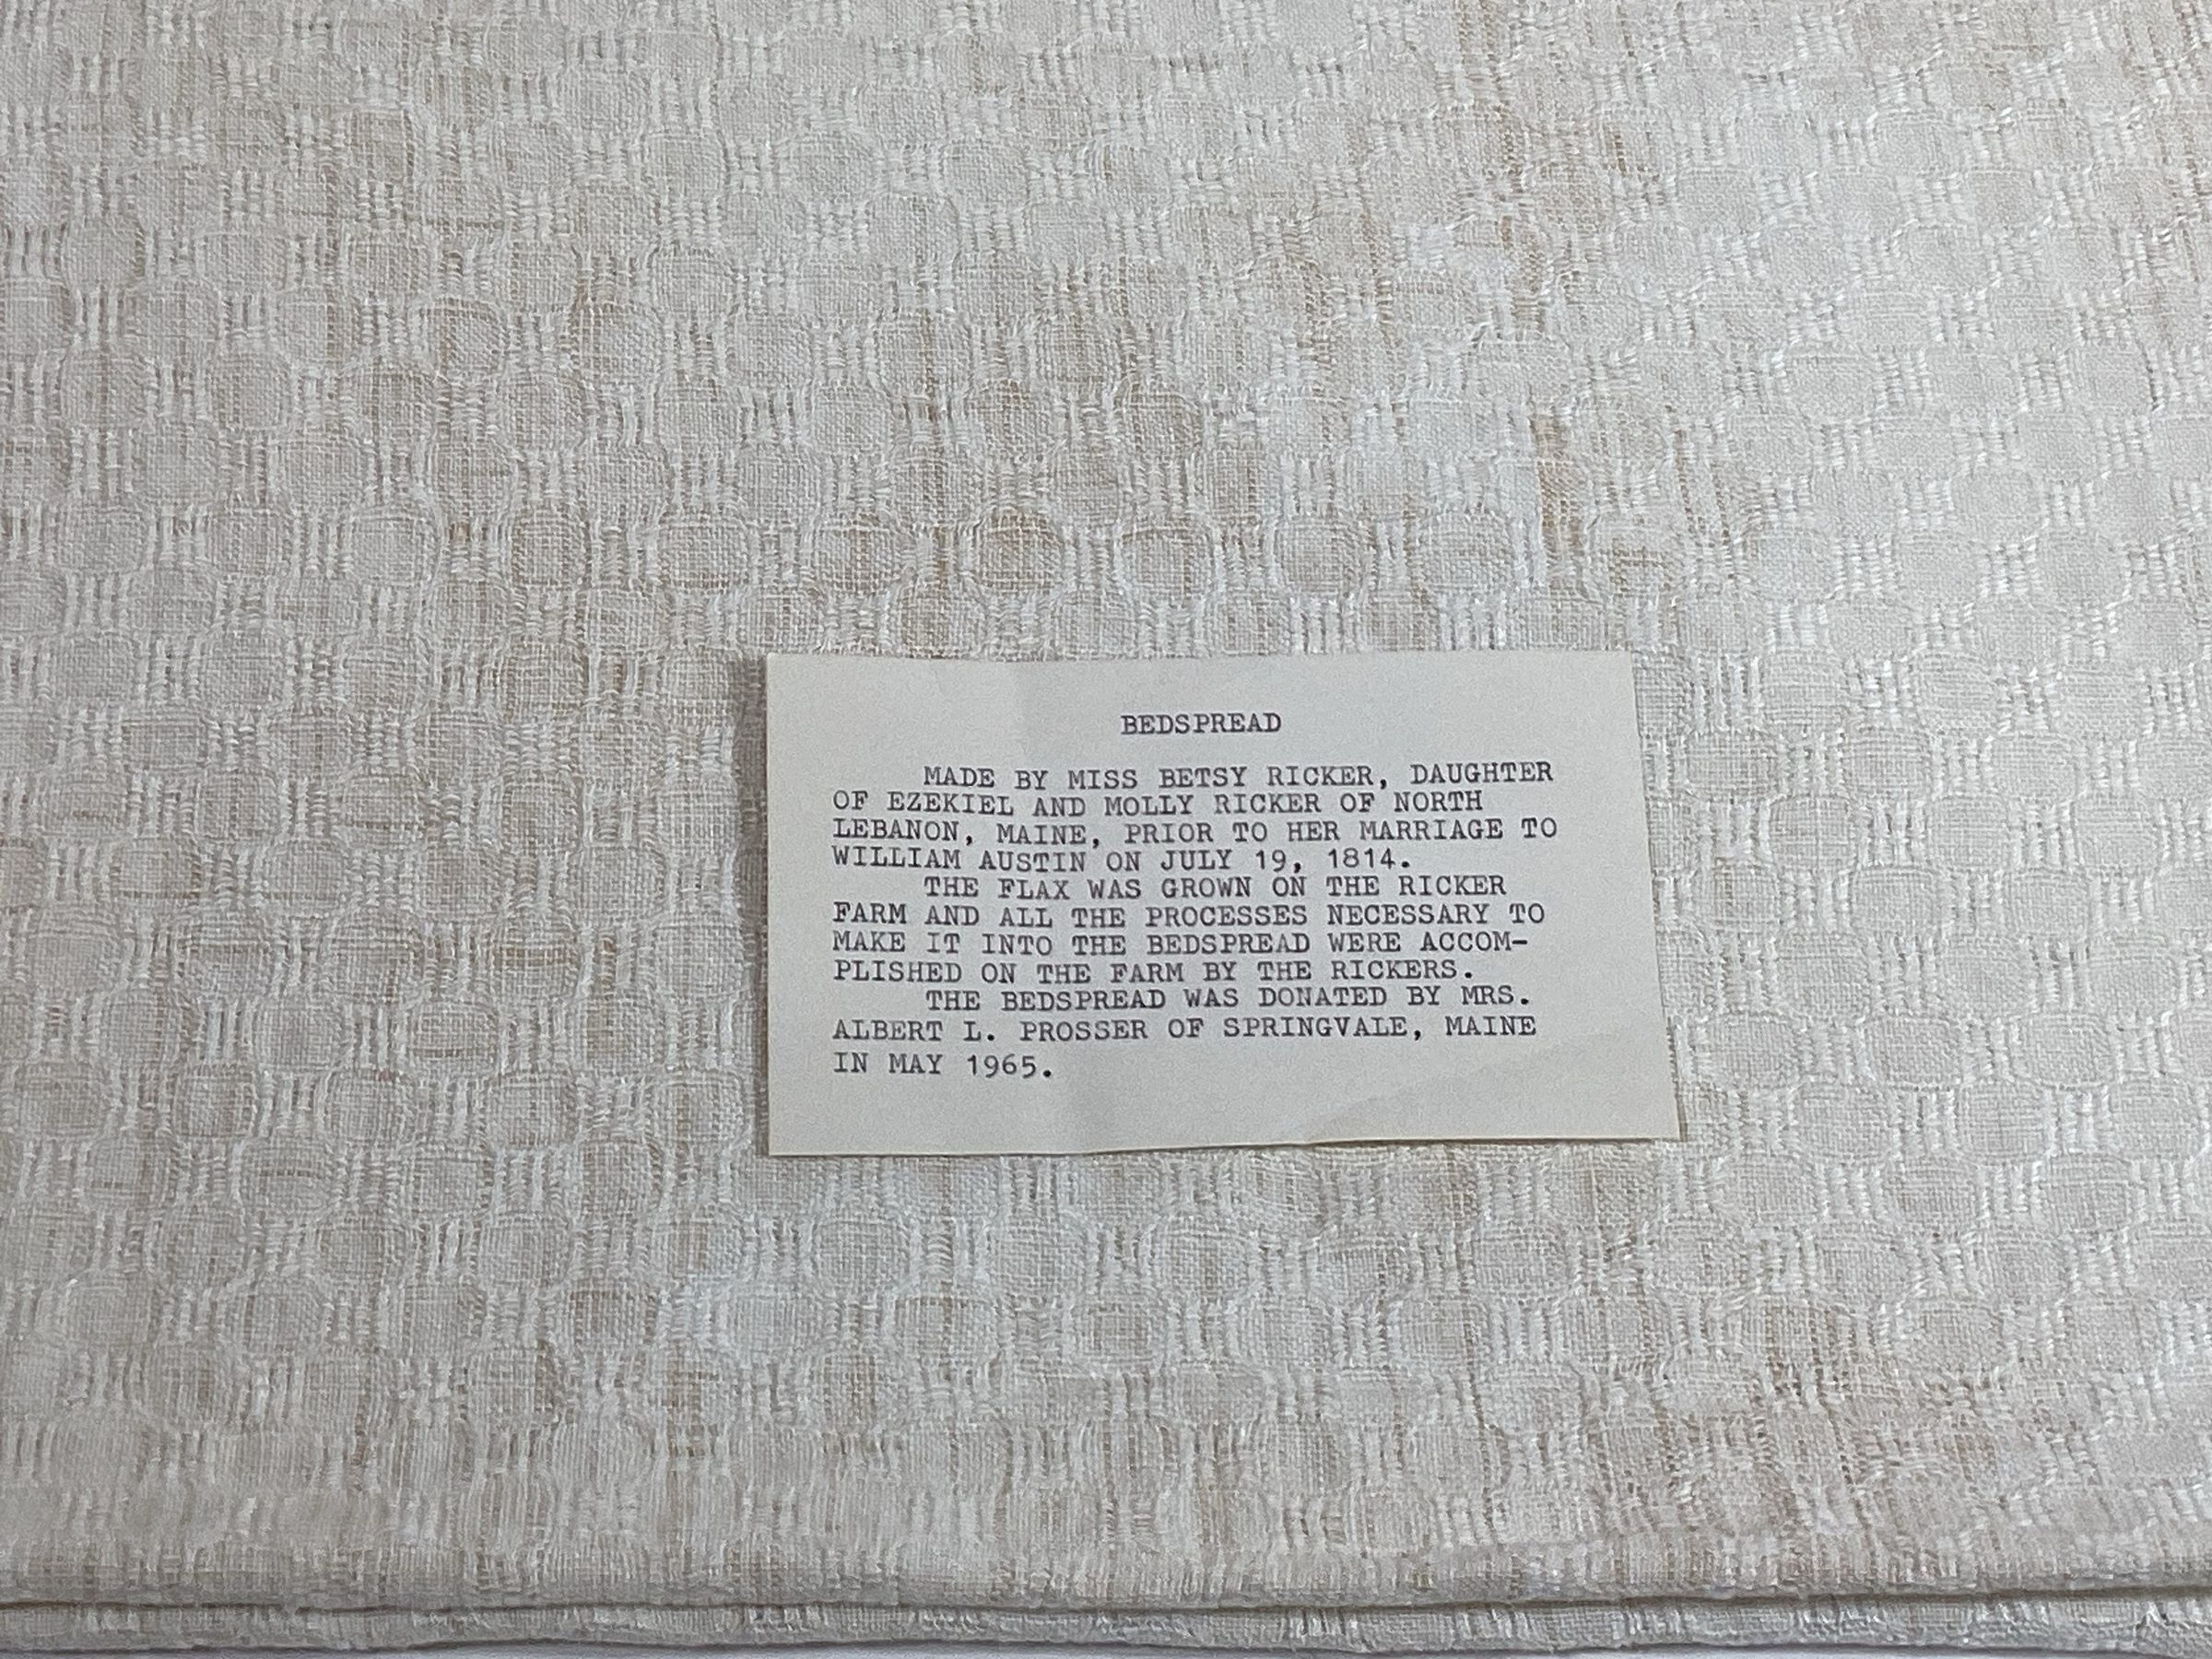 BEDSPREAD
MADE BY MISS BETSY RICKER, DAUGHTER
OF EZEKIEL AND MOLLY RICKER OF NORTH
LEBANON, MAINE, PRIOR TO HER MARRIAGE TO
WILLIAM AUSTIN ON JULY 19, 1814.
THE FLAX WAS GROWN ON THE RICKER
FARM AND ALL THE PROCESSES NECESSARY TO
MAKE IT INTO THE BEDSPREAD WERE ACCOM-
PLISHED ON THE FARM BY THE RICKERS.
THE BEDSPREAD WAS DONATED BY MRS.
ALBERT L. PROSSER OF SPRINGVALE, MAINE
IN MAY 1965.